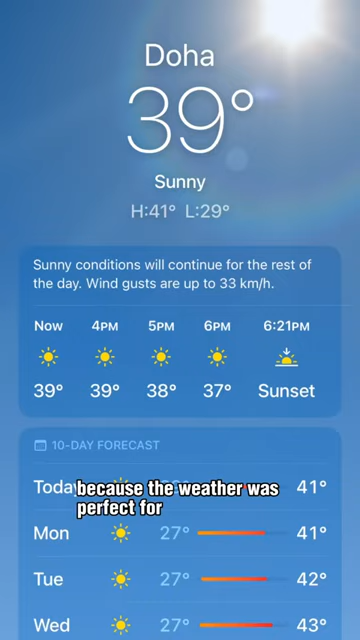 Doha
39°
Sunny
H:41° L:29°
Sunny conditions will continue for the rest of
the day. Wind gusts are up to 33 km/h.
Now 4PM 5PM 6PM 6:21PM
39° 39° 38° 37° Sunset
10-DAY FORECAST
Today 41°
because the weather was
perfect for
Mon 27° 41°
Tue 27° 42°
Wed 27° 43°